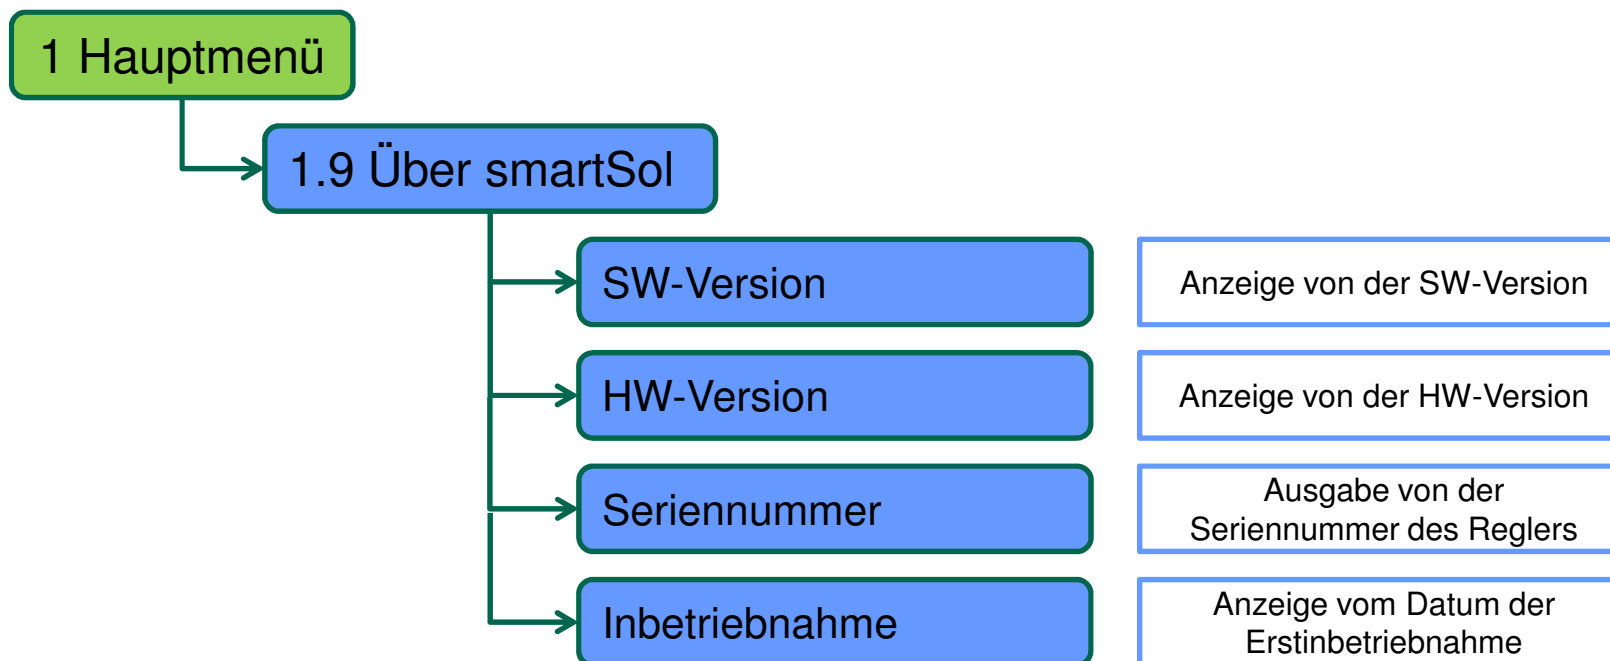 1 Hauptmenü
1.9 Über smartSol
SW-Version
Anzeige von der SW-Version
HW-Version
Anzeige von der HW-Version
Seriennummer
Ausgabe von der
Seriennummer des Reglers
Inbetriebnahme
Anzeige vom Datum der
Erstinbetriebnahme